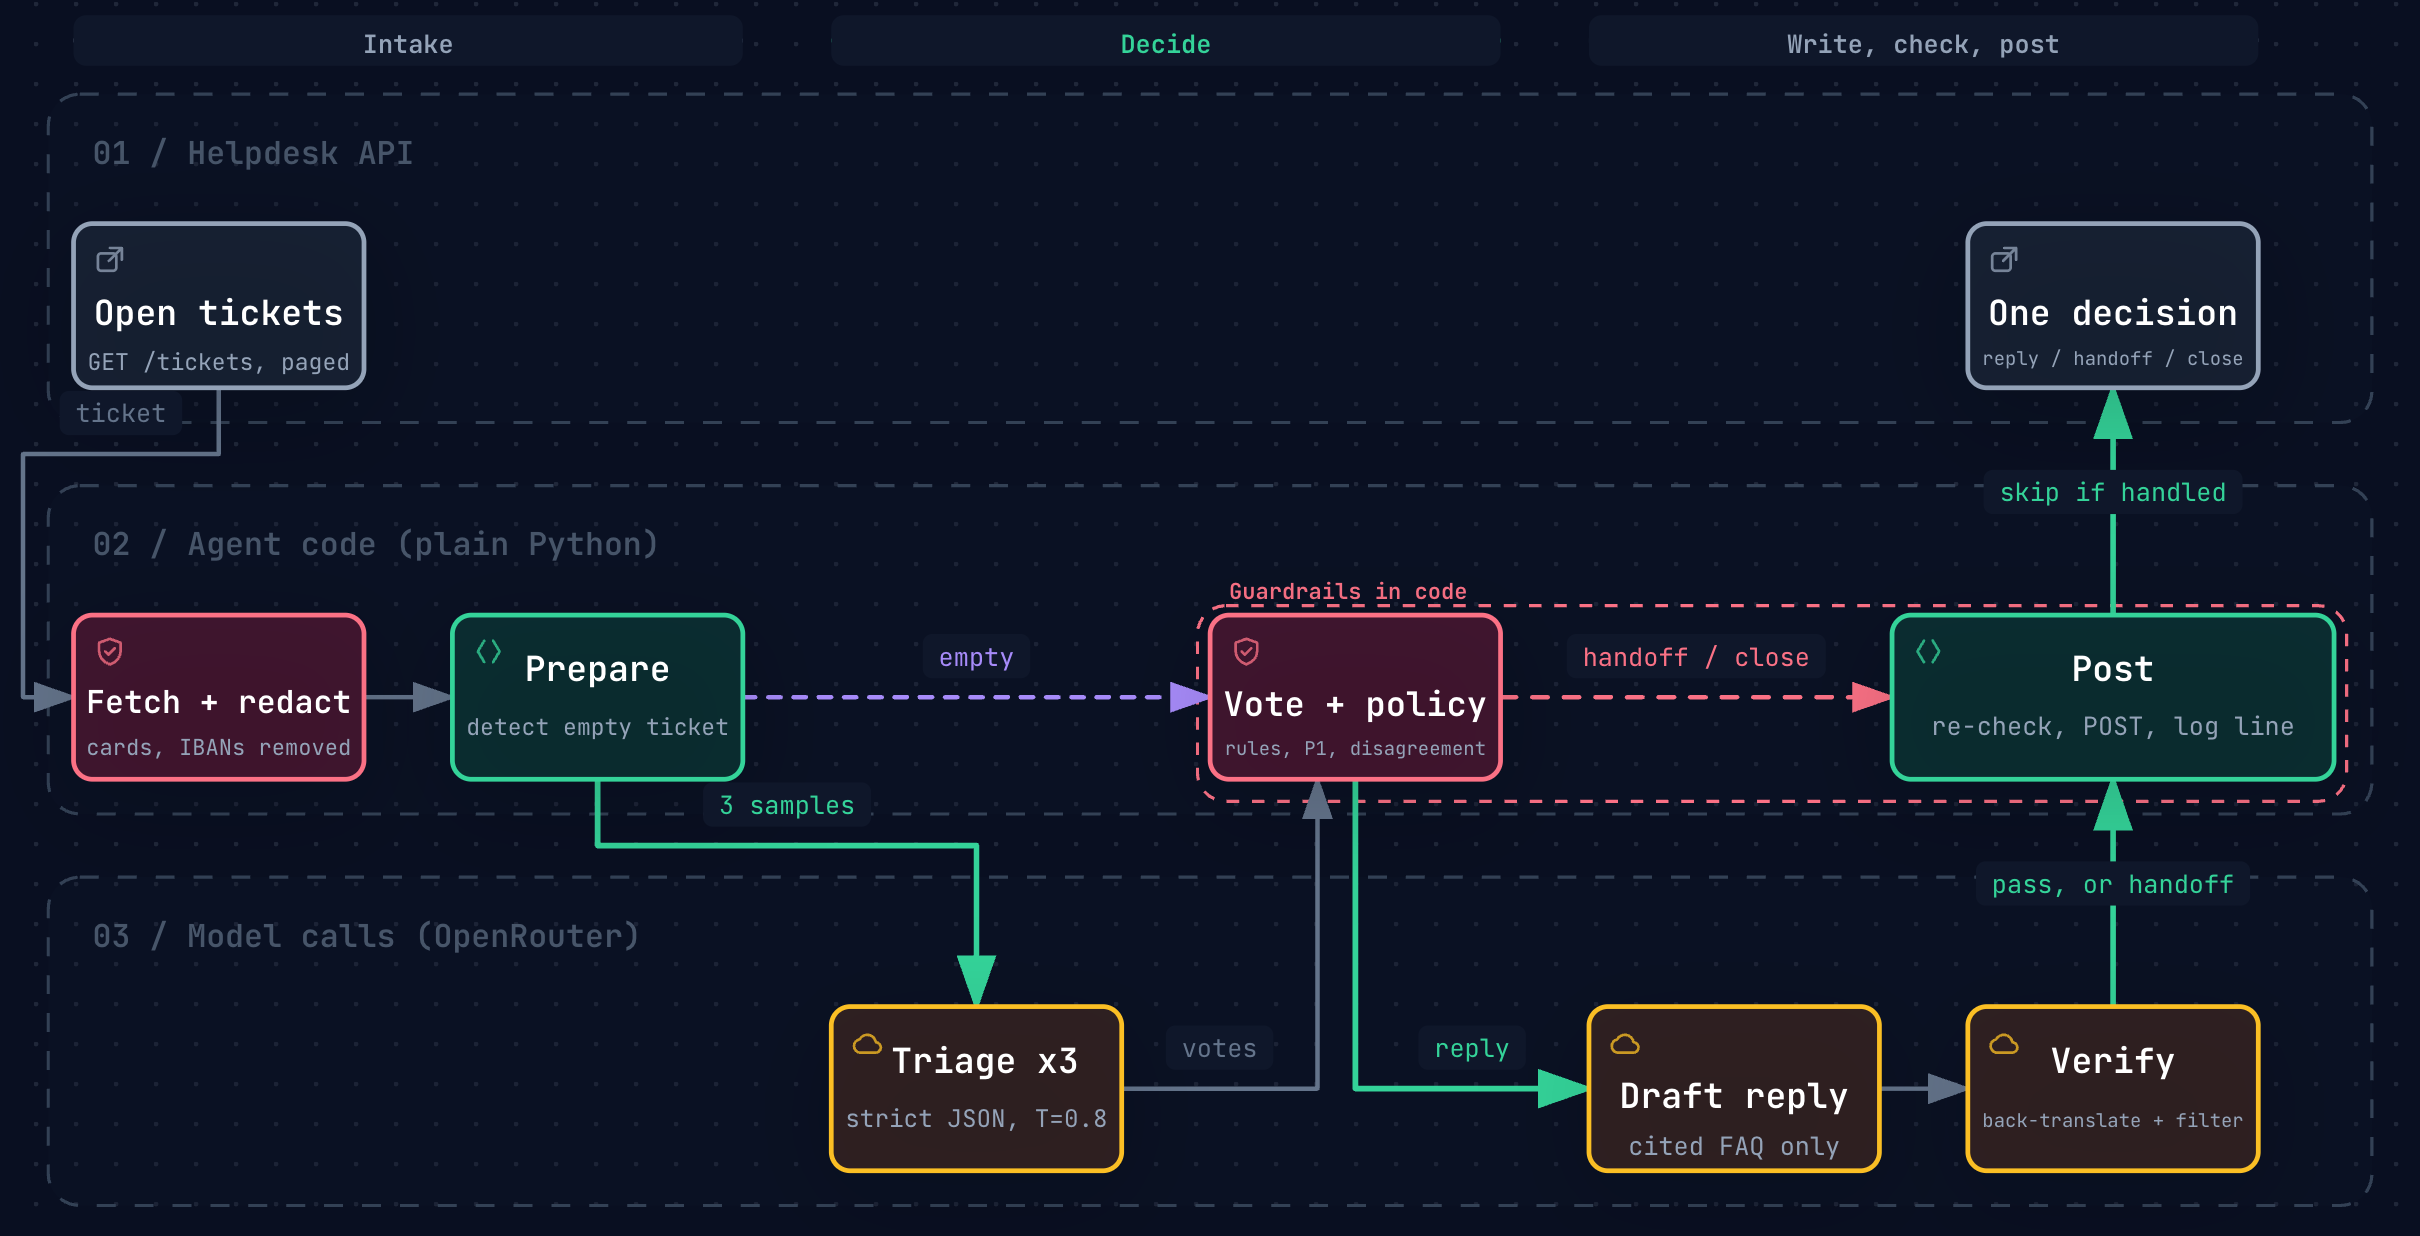 Intake
Decide
Write, check, post
01 / Helpdesk API
Open tickets
GET /tickets, paged
One decision
reply / handoff / close
ticket
skip if handled
02 / Agent code (plain Python)
Guardrails in code
Fetch + redact
cards, IBANs removed
Prepare
detect empty ticket
empty
Vote + policy
rules, P1, disagreement
handoff / close
Post
re-check, POST, log line
3 samples
pass, or handoff
03 / Model calls (OpenRouter)
Triage x3
strict JSON, T=0.8
votes
reply
Draft reply
cited FAQ only
Verify
back-translate + filter